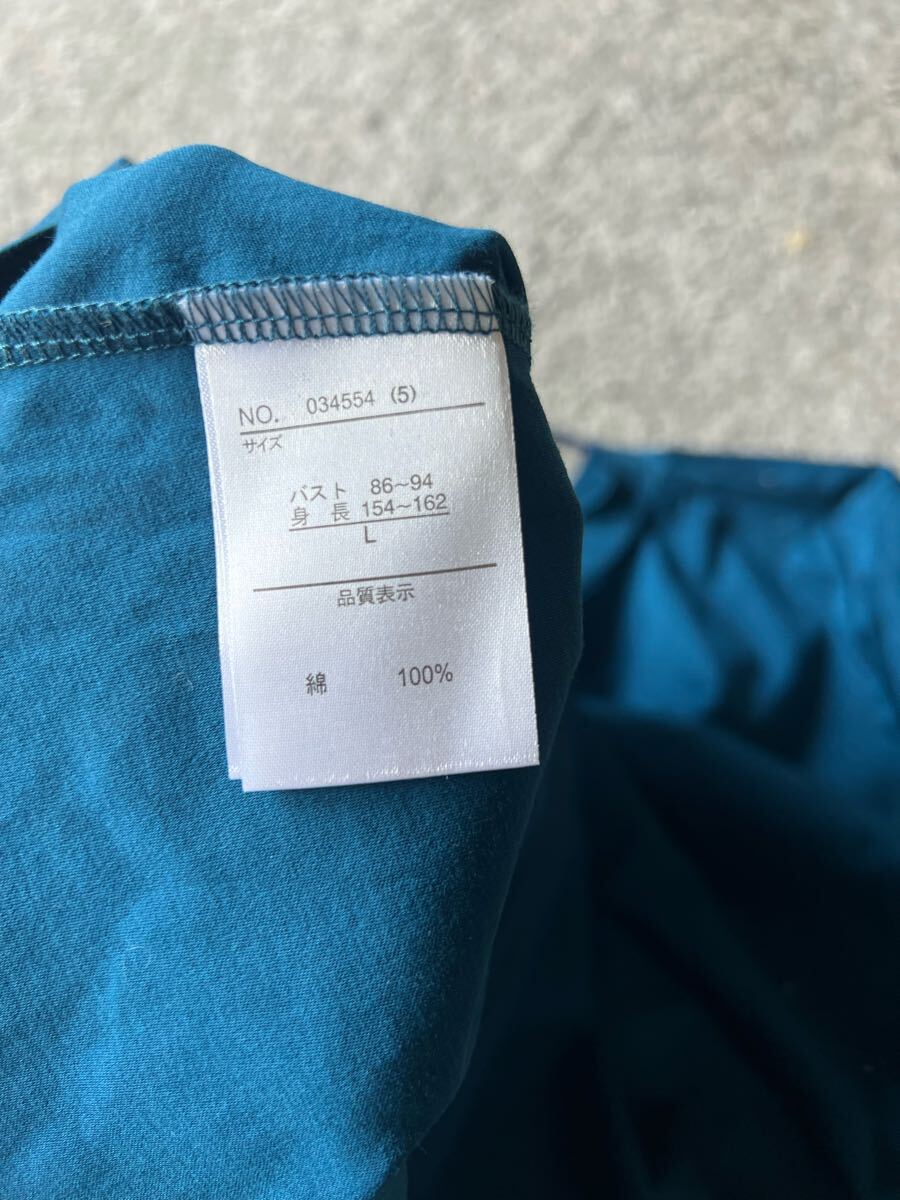 NO. 034554 (5)
サイズ
バスト 86~94
身 長 154~162
L
品質表示
綿 100%